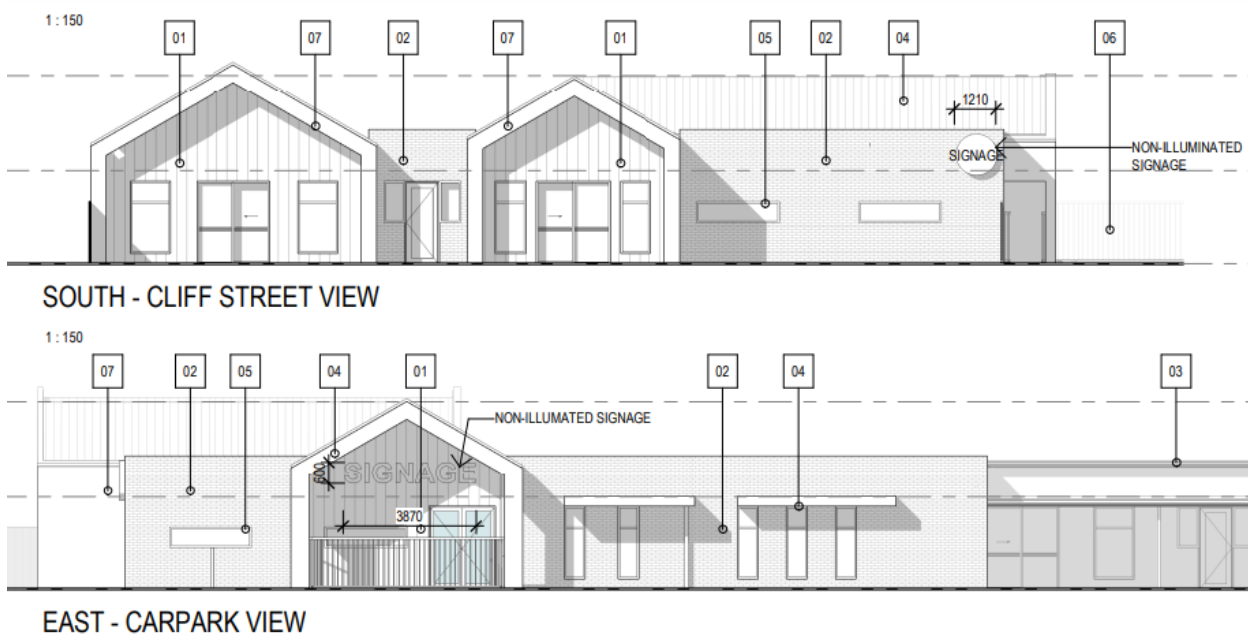 1 : 150
01 07 02 07 01 05 02 04 06
1210
SIGNAGE
NON-ILLUMINATED
SIGNAGE
SOUTH - CLIFF STREET VIEW
1 : 150
07 02 05 04 01 02 04 03
NON-ILLUMATED SIGNAGE
600
SIGNAGE
3870
EAST - CARPARK VIEW